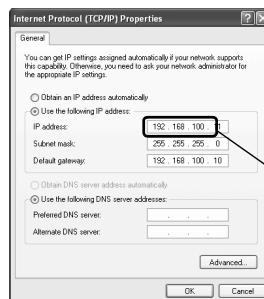 Internet Protocol (TCP/IP) Properties
General
You can get IP settings assigned automatically if your network supports
this capability. Otherwise, you need to ask your network administrator for
the appropriate IP settings.
Obtain an IP address automatically
Use the following IP address:
IP address: 192 . 168 . 100 . 11
Subnet mask: 255 . 255 . 255 . 0
Default gateway: 192 . 168 . 100 . 10
Obtain DNS server address automatically
Use the following DNS server addresses:
Preferred DNS server: . . .
Alternate DNS server: . . .
Advanced...
OK Cancel